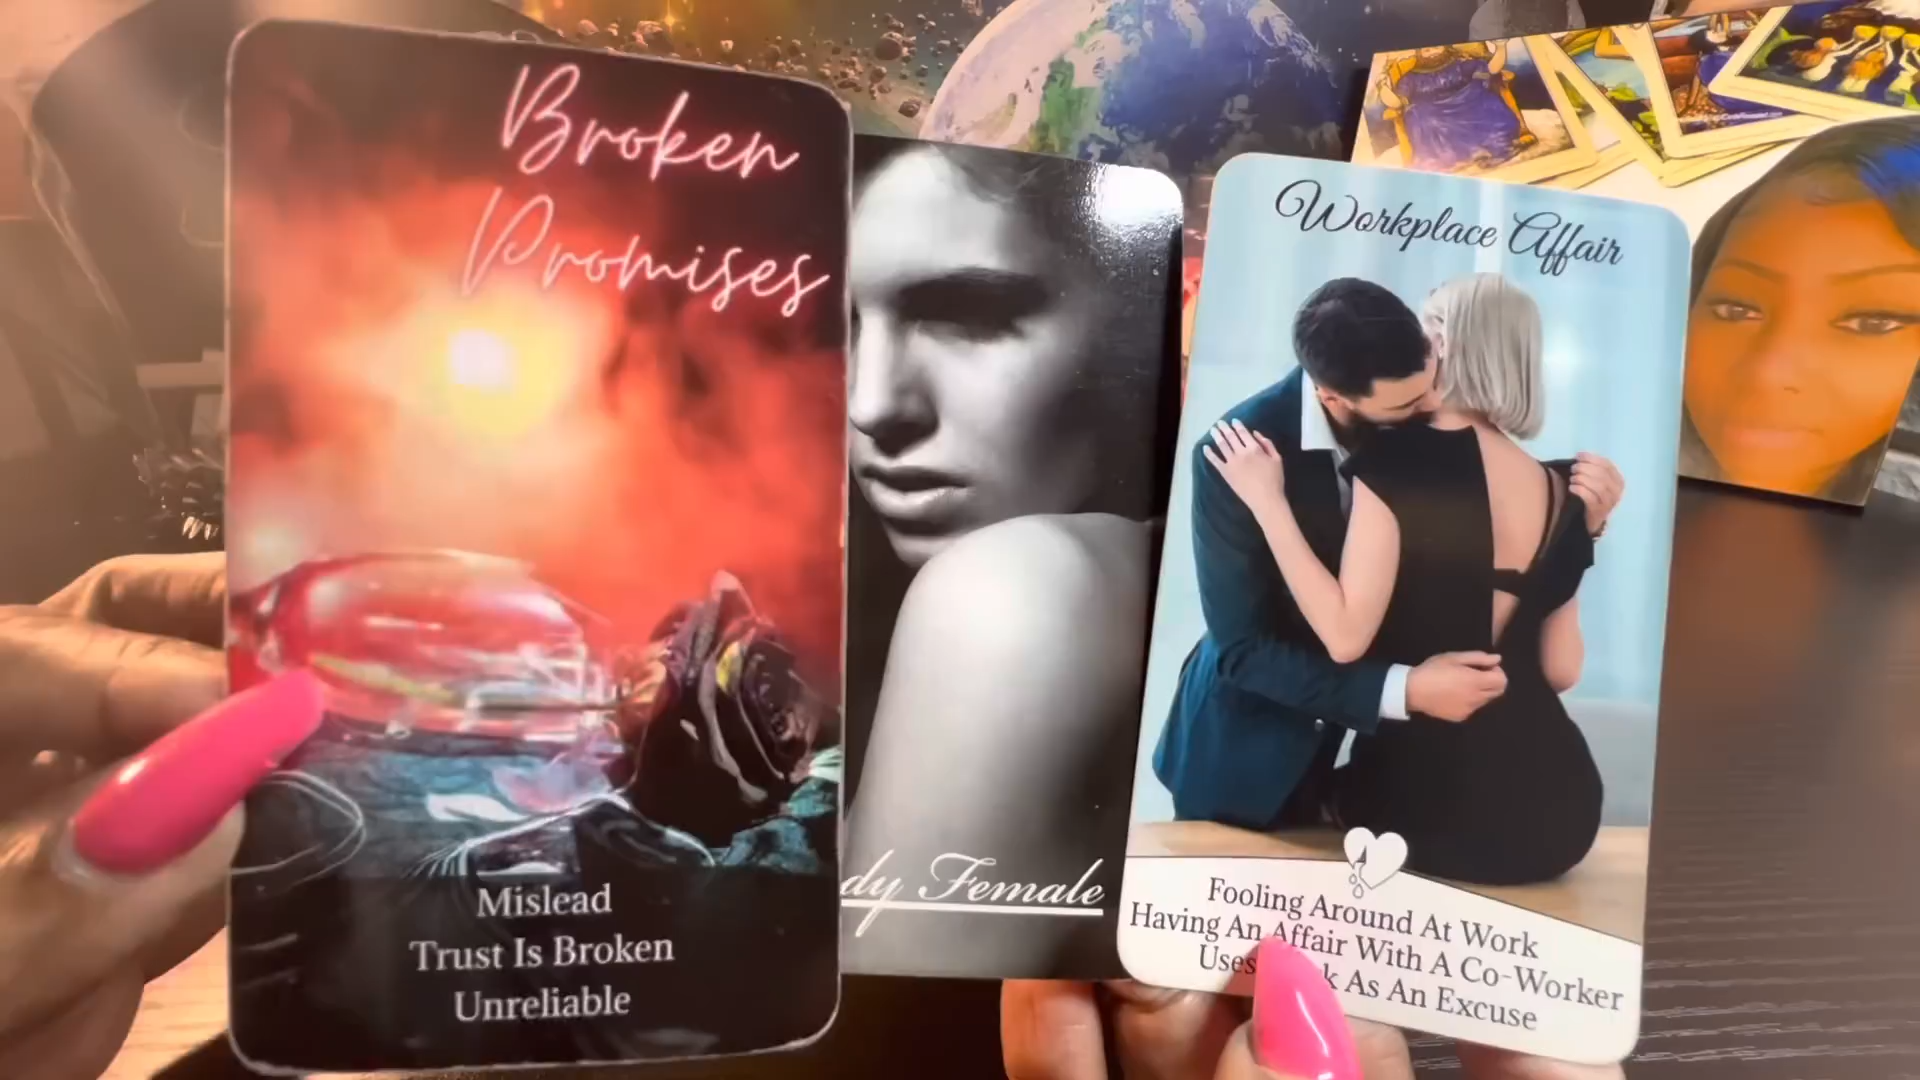 Broken
Promises
Mislead
Trust Is Broken
Unreliable
dy Female
Workplace Affair
Fooling Around At Work
Having An Affair With A Co-Worker
Uses k As An Excuse